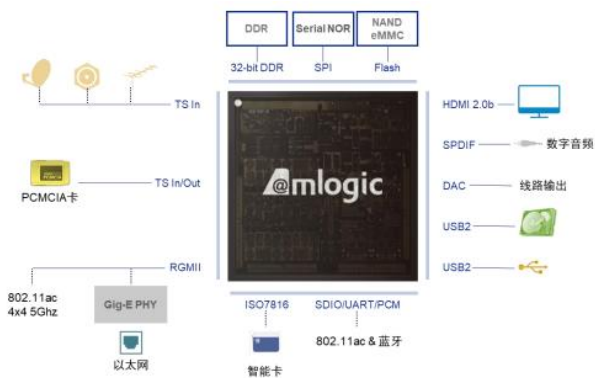 DDR
Serial NOR
NAND
eMMC
32-bit DDR
SPI
Flash
TS In
HDMI 2.0b
SPDIF
数字音频
PCMCIA卡
TS In/Out
@mlogic
DAC
线路输出
USB2
RGMII
USB2
802.11ac
4x4 5Ghz
Gig-E PHY
以太网
ISO7816
SDIO/UART/PCM
智能卡
802.11ac & 蓝牙